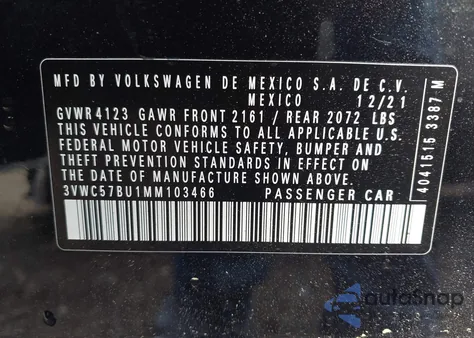 MFD BY VOLKSWAGEN DE MEXICO S.A. DE C.V.
MEXICO 12/21
GVWR 4123 GAWR FRONT 2161 / REAR 2072 LBS
THIS VEHICLE CONFORMS TO ALL APPLICABLE U.S.
FEDERAL MOTOR VEHICLE SAFETY, BUMPER AND
THEFT PREVENTION STANDARDS IN EFFECT ON
THE DATE OF MANUFACTURE SHOWN ABOVE
3VWC57BU1MM103466 PASSENGER CAR
4041515 3387 M
autoSnap